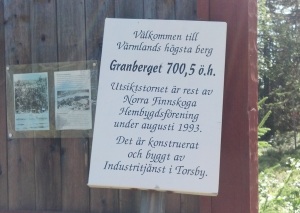 Välkommen till
Värmlands högsta berg
Granberget 700,5 ö.h.
Utsiktstornet är rest av
Norra Finnskoga
Hembygdsförening
under augusti 1993.
Det är konstruerat
och byggt av
Industritjänst i Torsby.